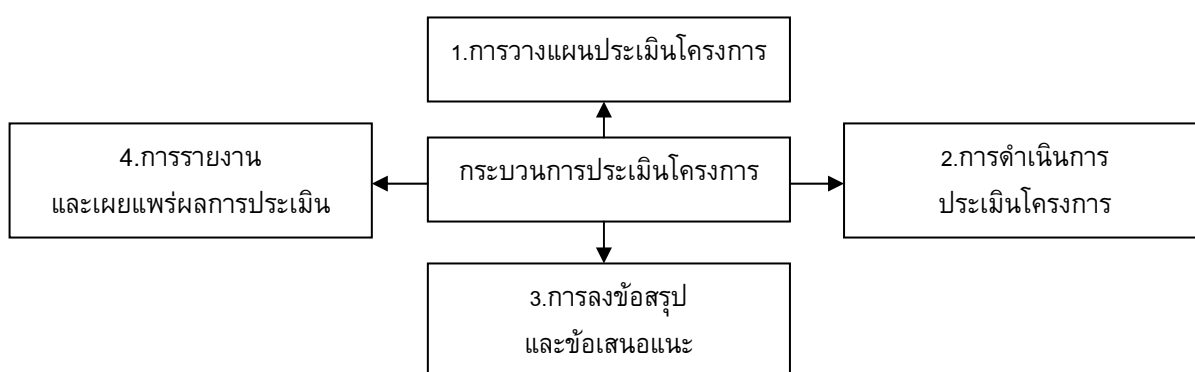 1.การวางแผนประเมินโครงการ
4.การรายงาน
และเผยแพร่ผลการประเมิน
กระบวนการประเมินโครงการ
2.การดำเนินการ
ประเมินโครงการ
3.การลงข้อสรุป
และข้อเสนอแนะ